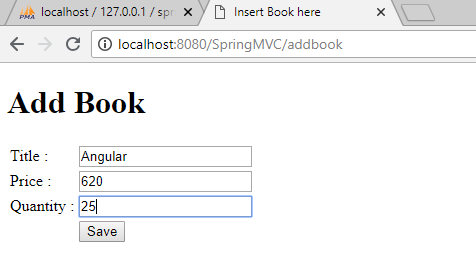 PMA localhost / 127.0.0.1 / spr Insert Book here
localhost:8080/SpringMVC/addbook
Add Book
Title : Angular
Price : 620
Quantity : 25
Save